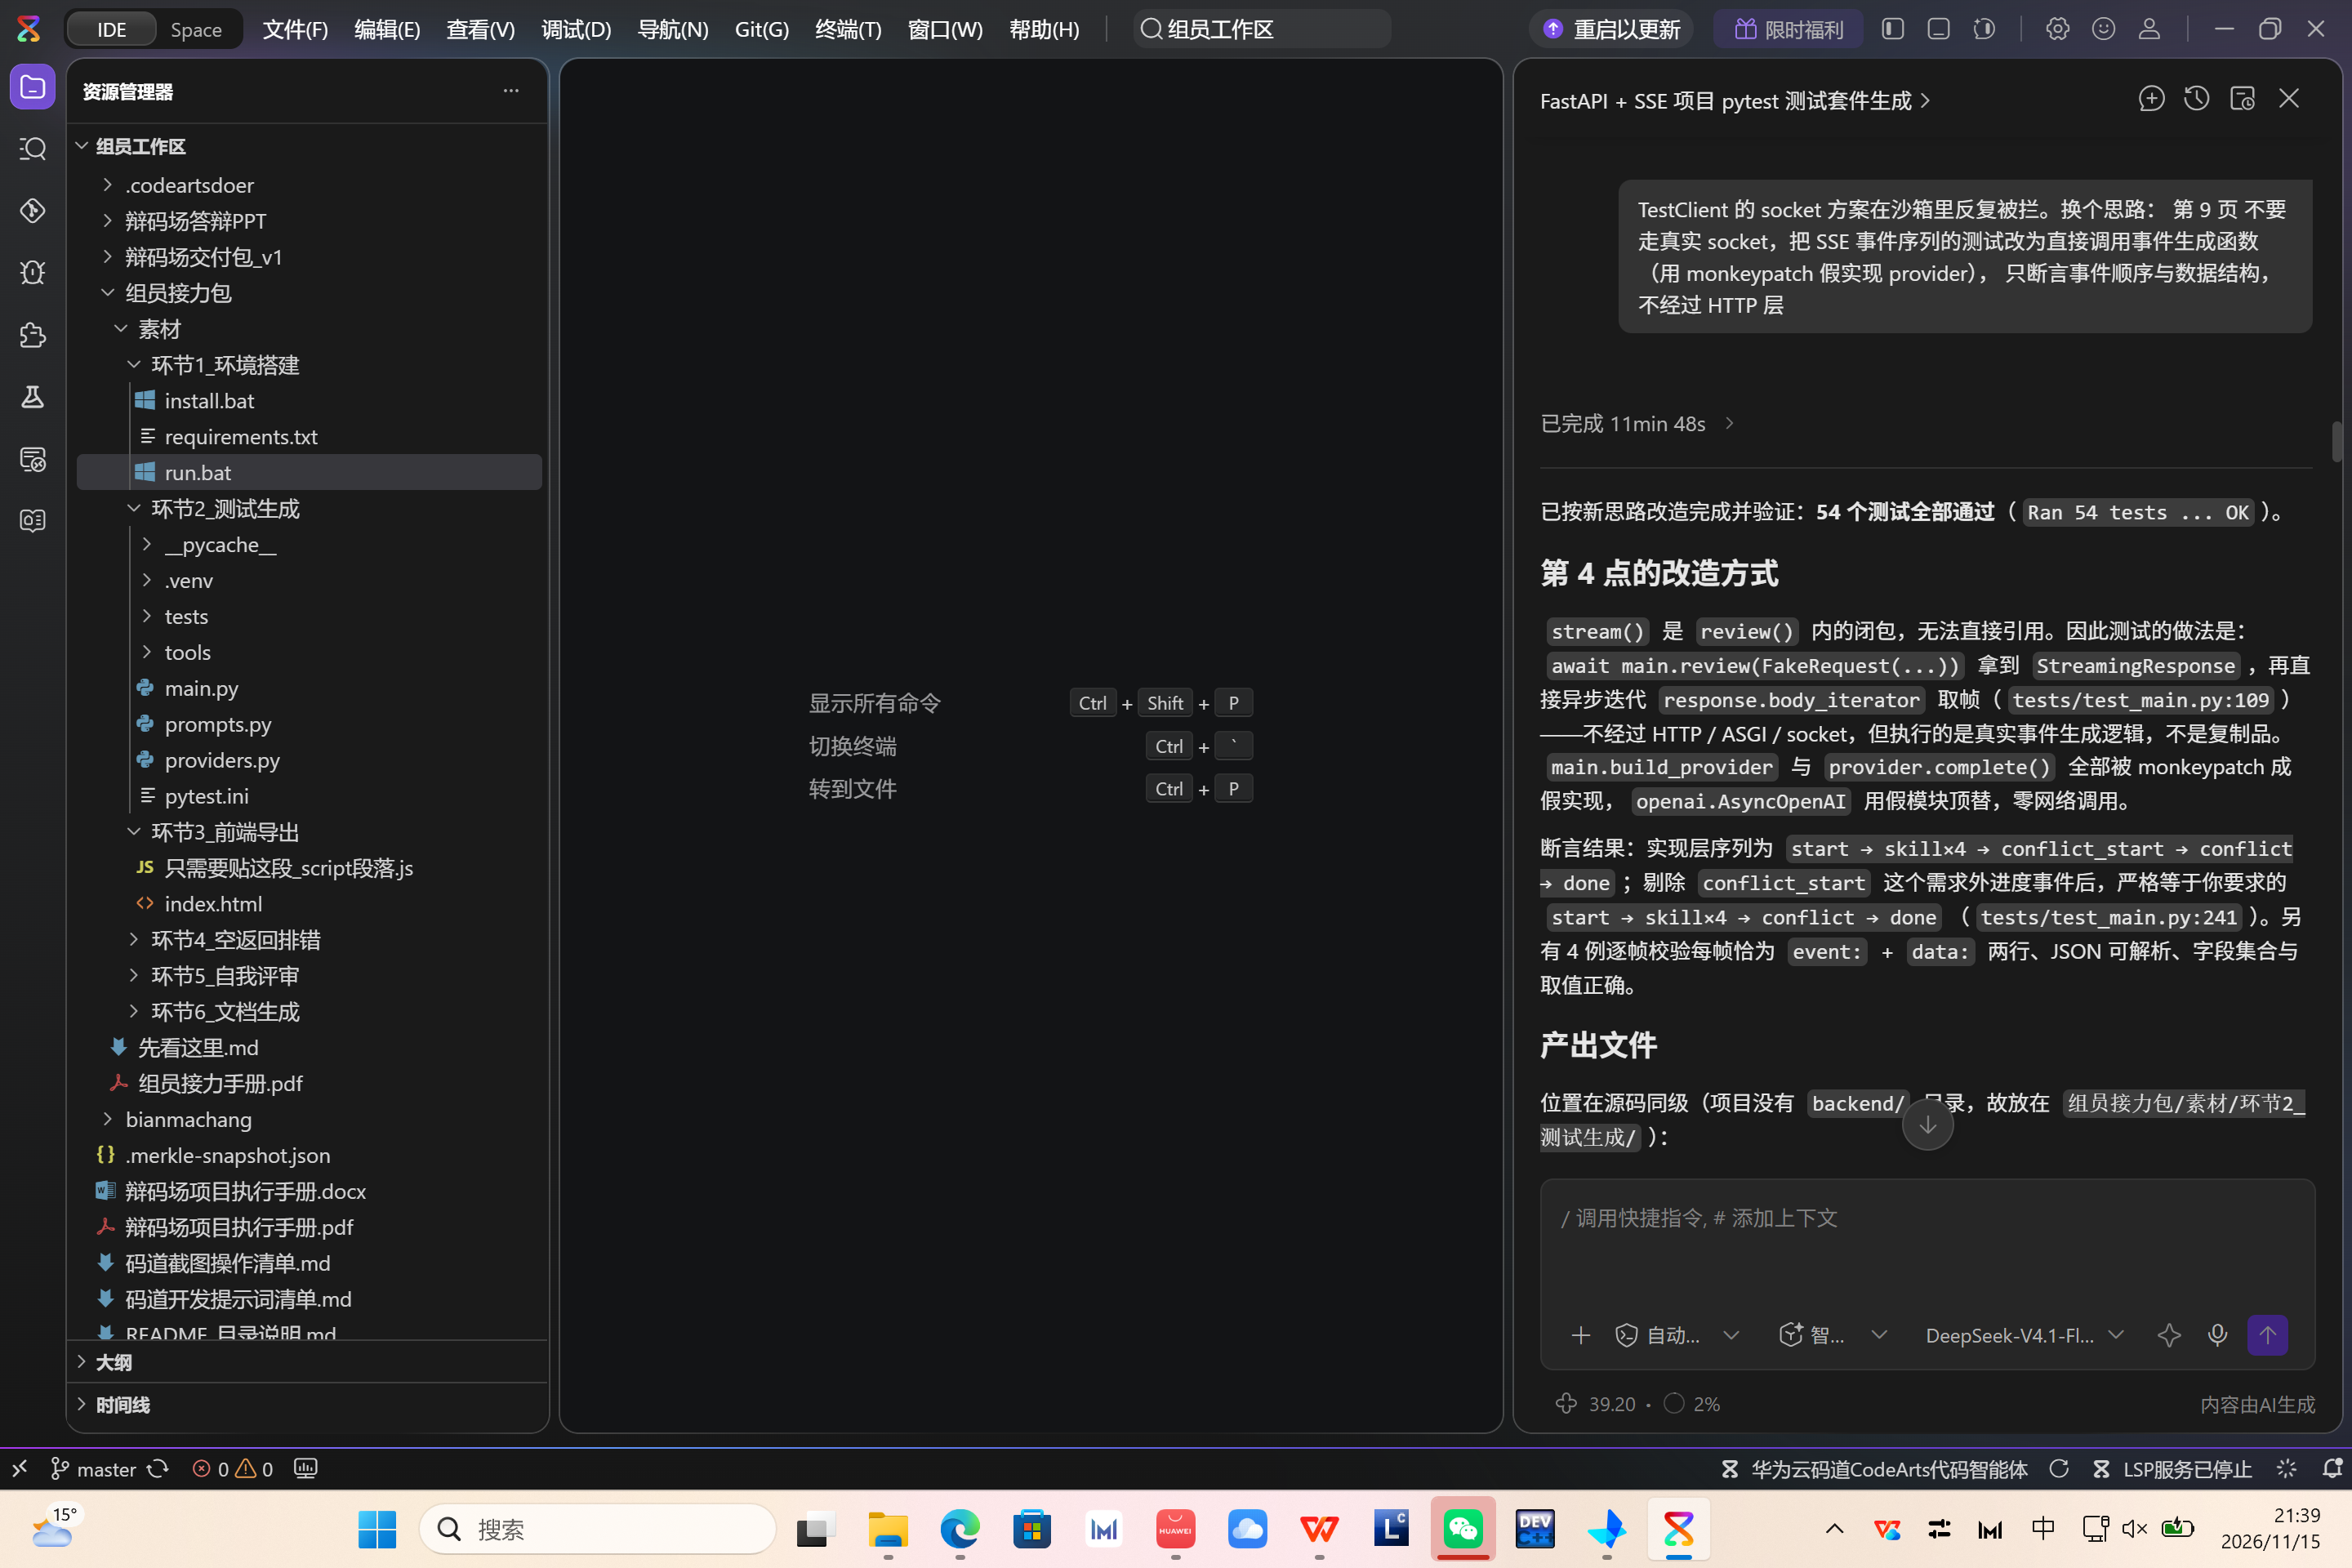 IDE
Space
文件(F)
编辑(E)
查看(V)
调试(D)
导航(N)
Git(G)
终端(T)
窗口(W)
帮助(H)
组员工作区
重启以更新
限时福利
资源管理器
组员工作区
.codeartsdoer
辩码场答辩PPT
辩码场交付包_v1
组员接力包
素材
环节1_环境搭建
install.bat
requirements.txt
run.bat
环节2_测试生成
__pycache__
.venv
tests
tools
main.py
prompts.py
providers.py
pytest.ini
环节3_前端导出
JS 只需要贴这段_script段落.js
index.html
环节4_空返回排错
环节5_自我评审
环节6_文档生成
先看这里.md
组员接力手册.pdf
bianmachang
.merkle-snapshot.json
辩码场项目执行手册.docx
辩码场项目执行手册.pdf
码道截图操作清单.md
码道开发提示词清单.md
README_目录说明.md
大纲
时间线
显示所有命令 Ctrl + Shift + P
切换终端 Ctrl + `
转到文件 Ctrl + P
FastAPI + SSE 项目 pytest 测试套件生成
TestClient 的 socket 方案在沙箱里反复被拦。换个思路： 第 9 页 不要
走真实 socket，把 SSE 事件序列的测试改为直接调用事件生成函数
（用 monkeypatch 假实现 provider）， 只断言事件顺序与数据结构，
不经过 HTTP 层
已完成 11min 48s
已按新思路改造完成并验证：54 个测试全部通过（ Ran 54 tests ... OK ）。
第 4 点的改造方式
stream() 是 review() 内的闭包，无法直接引用。因此测试的做法是：
await main.review(FakeRequest(...)) 拿到 StreamingResponse ，再直
接异步迭代 response.body_iterator 取帧（ tests/test_main.py:109 ）
——不经过 HTTP / ASGI / socket，但执行的是真实事件生成逻辑，不是复制品。
main.build_provider 与 provider.complete() 全部被 monkeypatch 成
假实现， openai.AsyncOpenAI 用假模块顶替，零网络调用。
断言结果：实现层序列为 start → skill×4 → conflict_start → conflict
→ done ；剔除 conflict_start 这个需求外进度事件后，严格等于你要求的
start → skill×4 → conflict → done （ tests/test_main.py:241 ）。另
有 4 例逐帧校验每帧恰为 event: + data: 两行、JSON 可解析、字段集合与
取值正确。
产出文件
位置在源码同级（项目没有 backend/ 目录，故放在 组员接力包/素材/环节2_
测试生成/ ）：
/ 调用快捷指令, # 添加上下文
自动...
智...
DeepSeek-V4.1-Fl...
39.20 • 2%
内容由AI生成
master
0
0
华为云码道CodeArts代码智能体
LSP服务已停止
15°
搜索
HUAWEI
LC
DEV
C++
中
21:39
2026/11/15